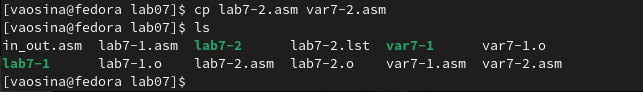 [vaosina@fedora lab07]$ cp lab7-2.asm var7-2.asm
[vaosina@fedora lab07]$ ls
in_out.asm  lab7-1.asm  lab7-2      lab7-2.lst  var7-1      var7-1.o
lab7-1      lab7-1.o    lab7-2.asm  lab7-2.o    var7-1.asm  var7-2.asm
[vaosina@fedora lab07]$